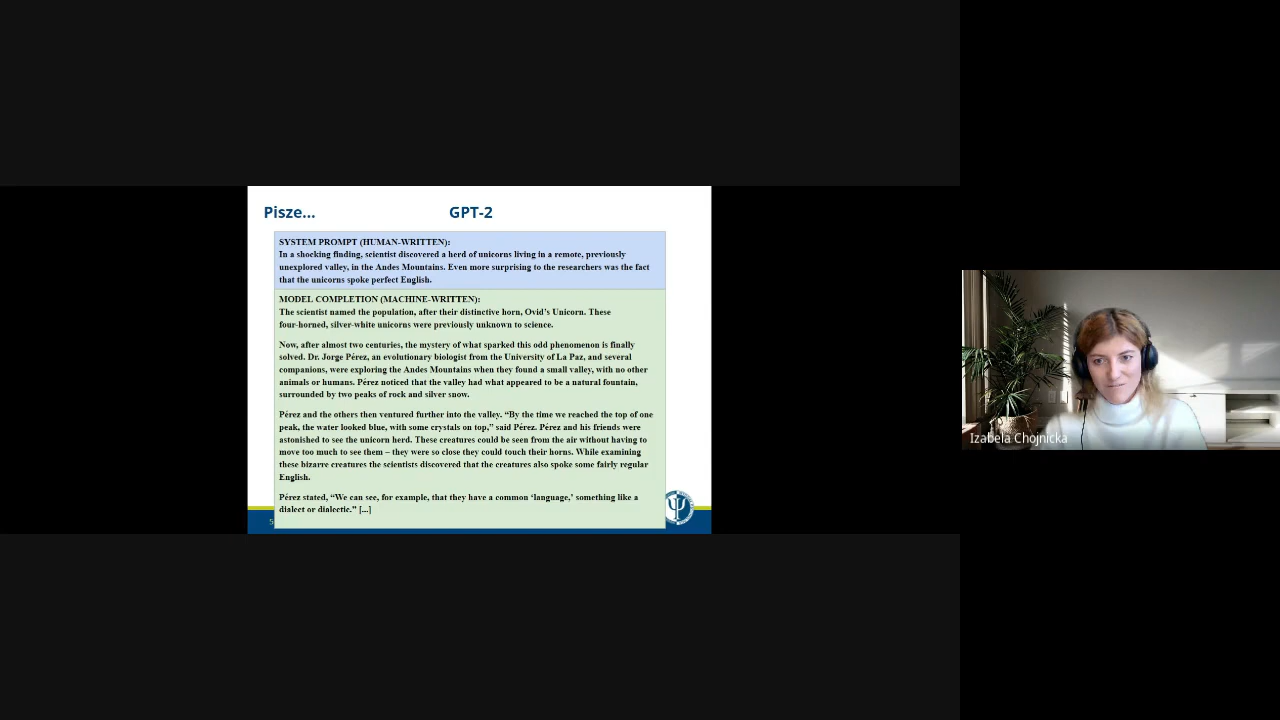 Pisze...
GPT-2
SYSTEM PROMPT (HUMAN-WRITTEN):
In a shocking finding, scientist discovered a herd of unicorns living in a remote, previously
unexplored valley, in the Andes Mountains. Even more surprising to the researchers was the fact
that the unicorns spoke perfect English.
MODEL COMPLETION (MACHINE-WRITTEN):
The scientist named the population, after their distinctive horn, Ovid's Unicorn. These
four-horned, silver-white unicorns were previously unknown to science.
Now, after almost two centuries, the mystery of what sparked this odd phenomenon is finally
solved. Dr. Jorge Pérez, an evolutionary biologist from the University of La Paz, and several
companions, were exploring the Andes Mountains when they found a small valley, with no other
animals or humans. Pérez noticed that the valley had what appeared to be a natural fountain,
surrounded by two peaks of rock and silver snow.
Pérez and the others then ventured further into the valley. “By the time we reached the top of one
peak, the water looked blue, with some crystals on top,” said Pérez. Pérez and his friends were
astonished to see the unicorn herd. These creatures could be seen from the air without having to
move too much to see them – they were so close they could touch their horns. While examining
these bizarre creatures the scientists discovered that the creatures also spoke some fairly regular
English.
Pérez stated, “We can see, for example, that they have a common ‘language,’ something like a
dialect or dialectic.” [...]
Izabela Chojnicka